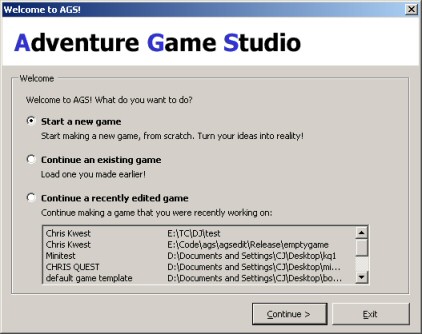 Welcome to AGS!
Adventure Game Studio
Welcome
Welcome to AGS! What do you want to do?
Start a new game
Start making a new game, from scratch. Turn your ideas into reality!
Continue an existing game
Load one you made earlier!
Continue a recently edited game
Continue making a game that you were recently working on:
Chris Kwest E:\TC\DJ\test
Chris Kwest E:\Code\ags\agsedit\Release\emptygame
Minitest D:\Documents and Settings\CJ\Desktop\kq1
CHRIS QUEST D:\Documents and Settings\CJ\Desktop\mi...
default game template D:\Documents and Settings\CJ\Desktop\bo...
Continue > Exit